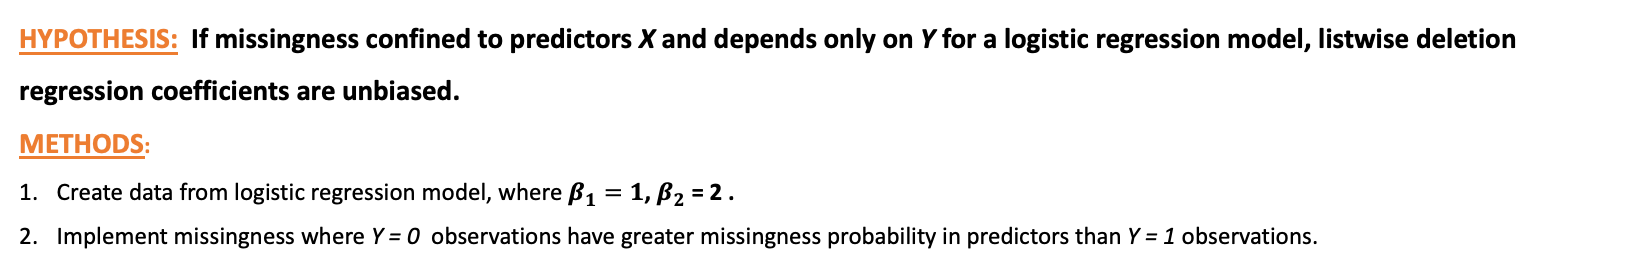 HYPOTHESIS: If missingness confined to predictors X and depends only on Y for a logistic regression model, listwise deletion
regression coefficients are unbiased.
METHODS:
1. Create data from logistic regression model, where β₁ = 1, β₂ = 2 .
2. Implement missingness where Y = 0 observations have greater missingness probability in predictors than Y = 1 observations.